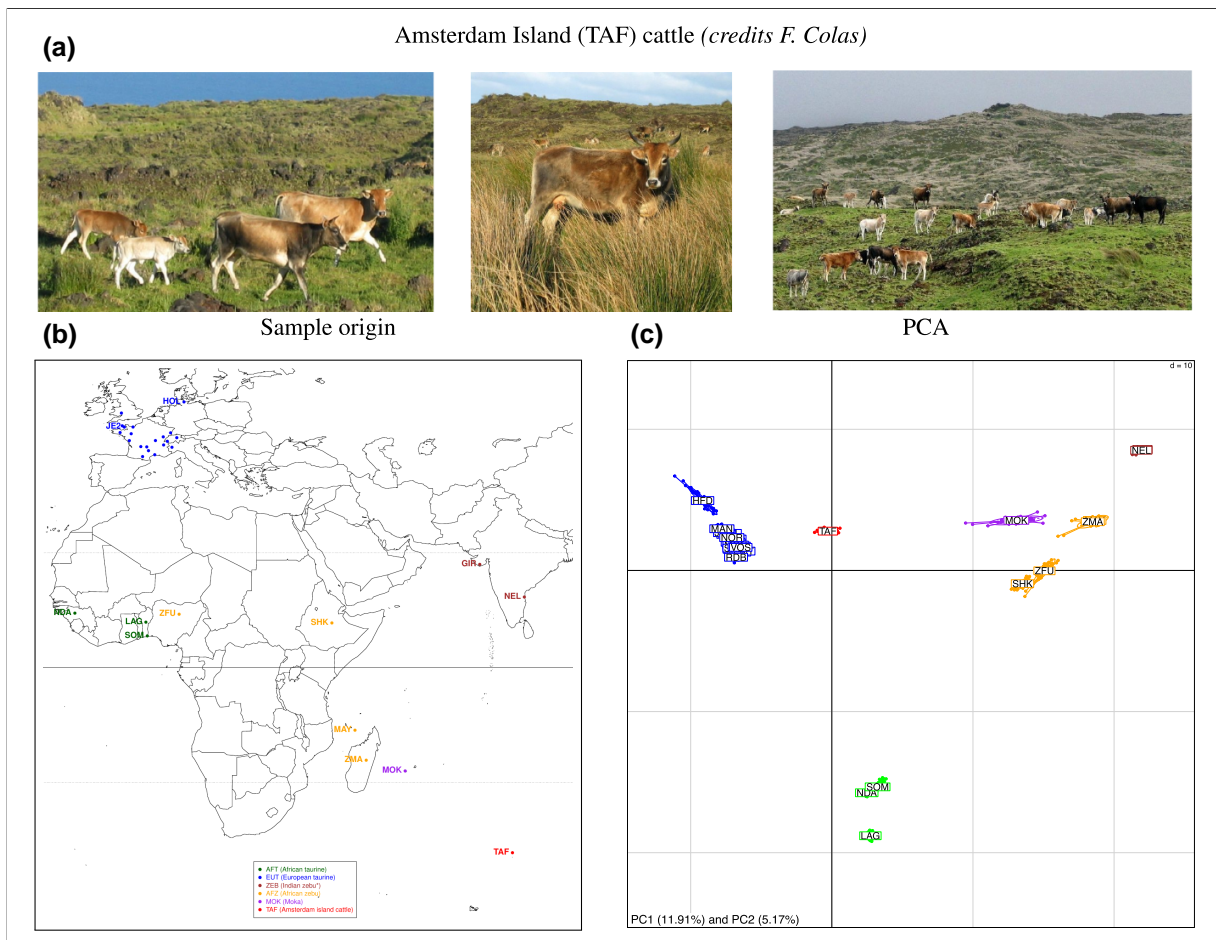 (a)
Amsterdam Island (TAF) cattle (credits F. Colas)
(b)
Sample origin
HOL
JE2
GIR
NEL
NDA
LAG
SOM
ZFU
SHK
MAY
ZMA
MOK
TAF
AFT (African taurine)
EUT (European taurine)
ZEB (Indian zebu*)
AFZ (African zebu)
MOK (Moka)
TAF (Amsterdam island cattle)
(c)
PCA
d = 10
NEL
HFD
MAN
NOR
VOS
RDB
TAF
MOK
ZMA
ZFU
SHK
SOM
NDA
LAG
PC1 (11.91%) and PC2 (5.17%)